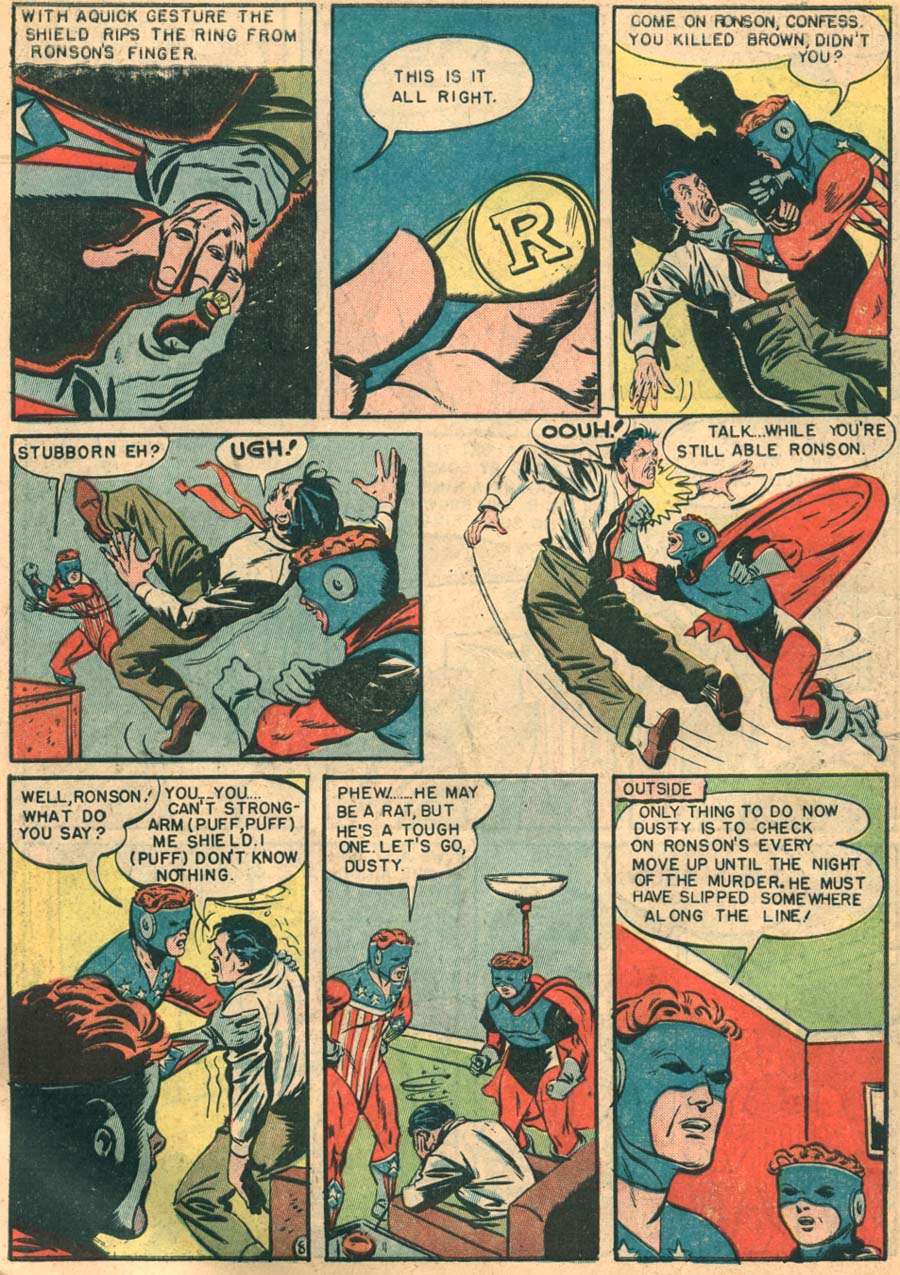 WITH AQUICK GESTURE THE
SHIELD RIPS THE RING FROM
RONSON'S FINGER.
THIS IS IT
ALL RIGHT.
R
COME ON RONSON, CONFESS.
YOU KILLED BROWN, DIDN'T
YOU?
STUBBORN EH?
UGH!
OOUH!
TALK...WHILE YOU'RE
STILL ABLE RONSON.
WELL, RONSON!
WHAT DO
YOU SAY?
YOU....YOU...
CAN'T STRONG-
ARM (PUFF, PUFF)
ME SHIELD. I
(PUFF) DON'T KNOW
NOTHING.
8
PHEW!......HE MAY
BE A RAT, BUT
HE'S A TOUGH
ONE. LET'S GO,
DUSTY.
OUTSIDE
ONLY THING TO DO NOW
DUSTY IS TO CHECK
ON RONSON'S EVERY
MOVE UP UNTIL THE NIGHT
OF THE MURDER. HE MUST
HAVE SLIPPED SOMEWHERE
ALONG THE LINE!